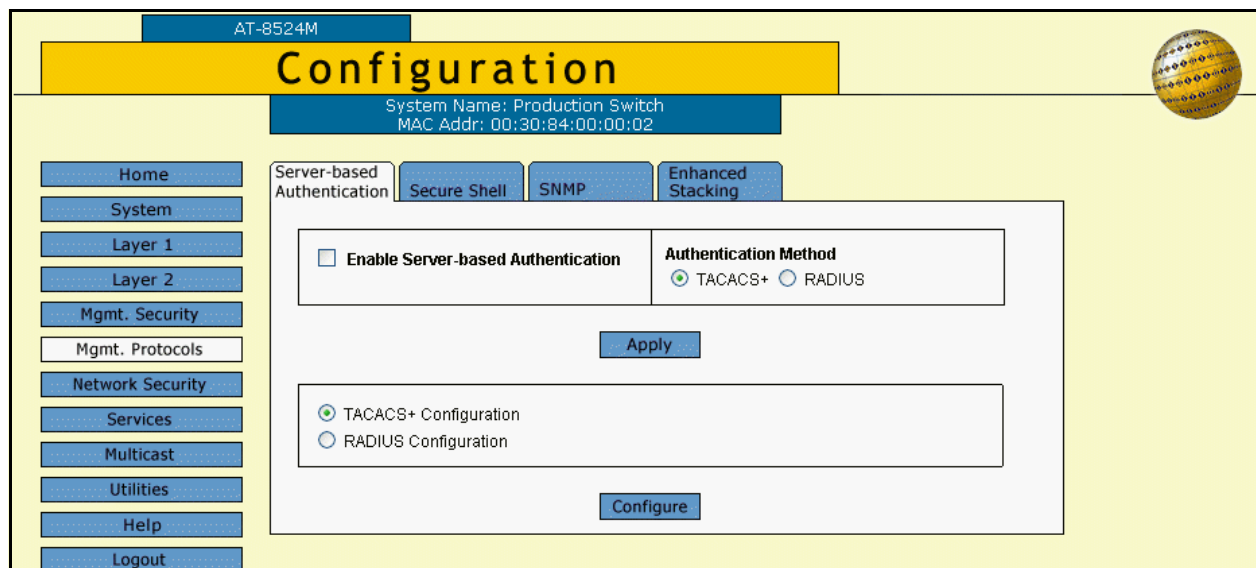 AT-8524M
Configuration
System Name: Production Switch
MAC Addr: 00:30:84:00:00:02
Home
System
Layer 1
Layer 2
Mgmt. Security
Mgmt. Protocols
Network Security
Services
Multicast
Utilities
Help
Logout
Server-based
Authentication
Secure Shell
SNMP
Enhanced
Stacking
Enable Server-based Authentication
Authentication Method
TACACS+ RADIUS
Apply
TACACS+ Configuration
RADIUS Configuration
Configure